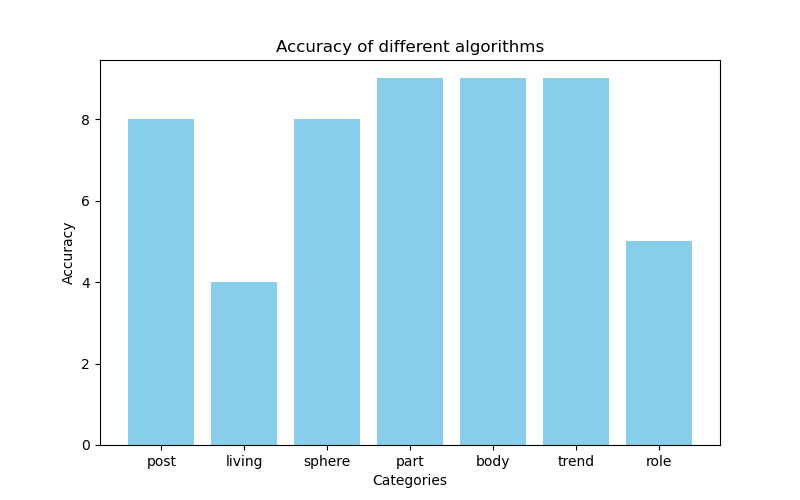 Accuracy of different algorithms
Accuracy
8
6
4
2
0
post living sphere part body trend role
Categories